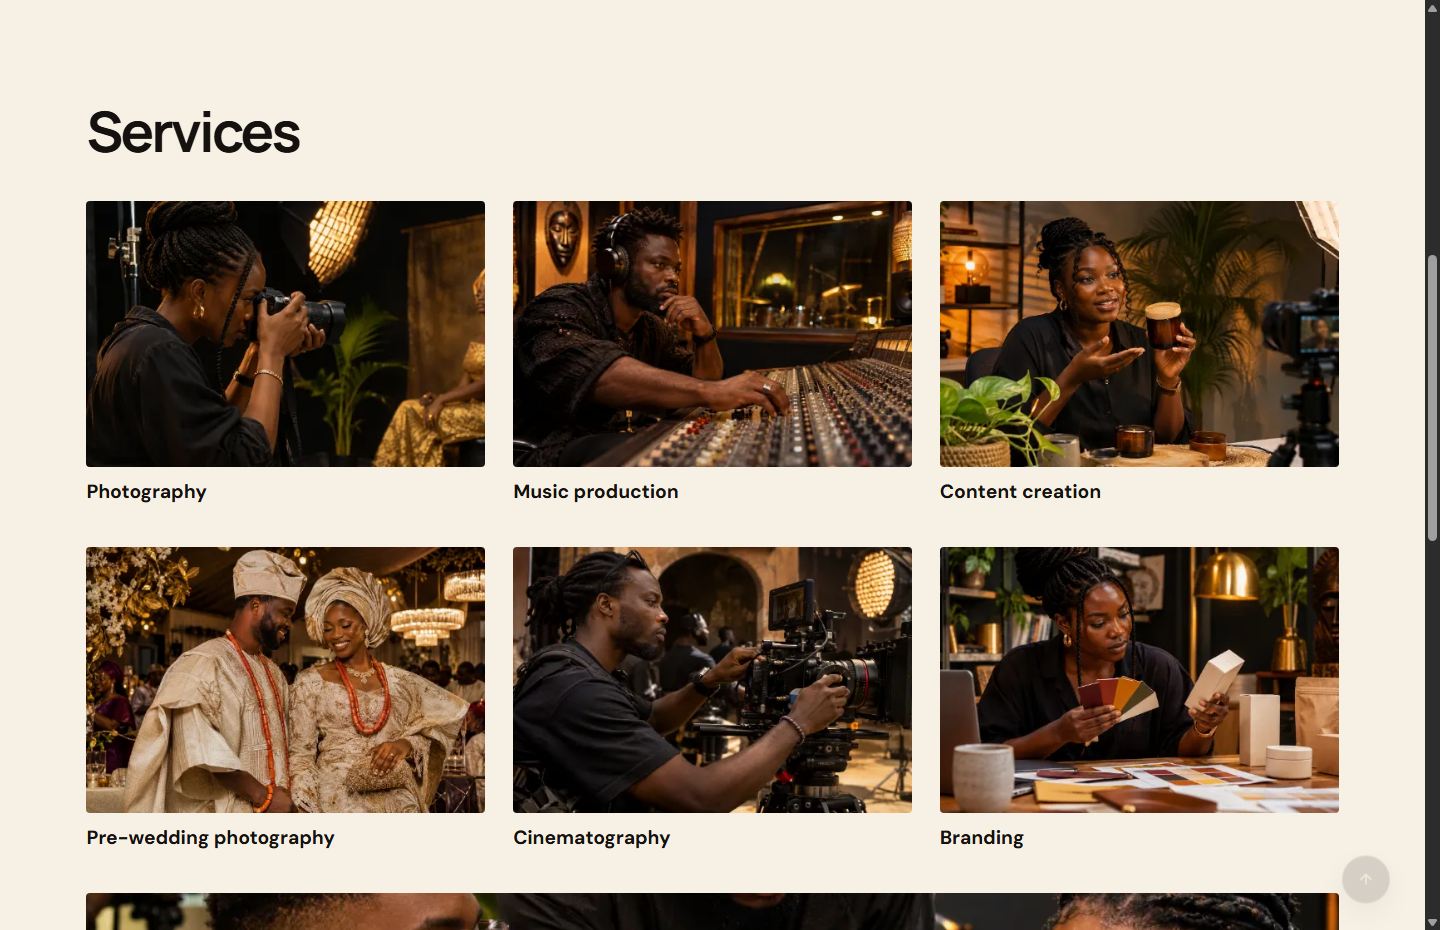 Services
Photography
Music production
Content creation
Pre-wedding photography
Cinematography
Branding